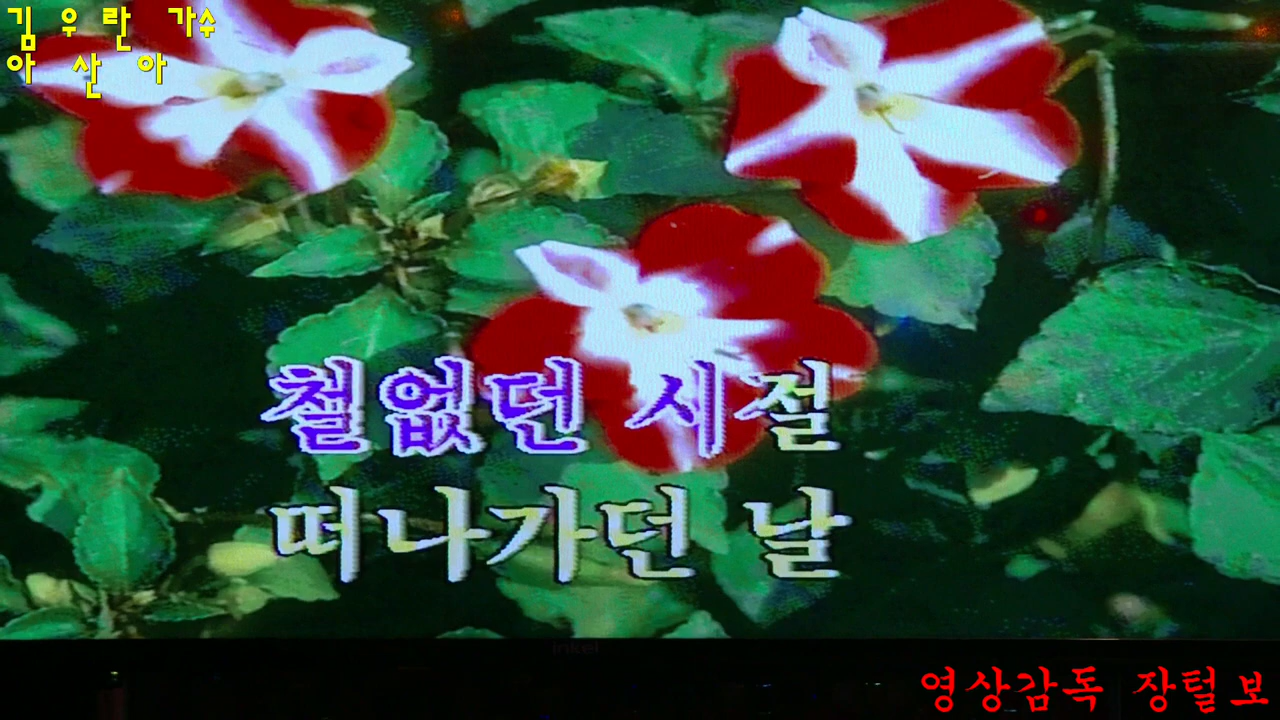 김우란 가수
아산아
철없던 시절
떠나가던 날
inkel
영상감독 장털보